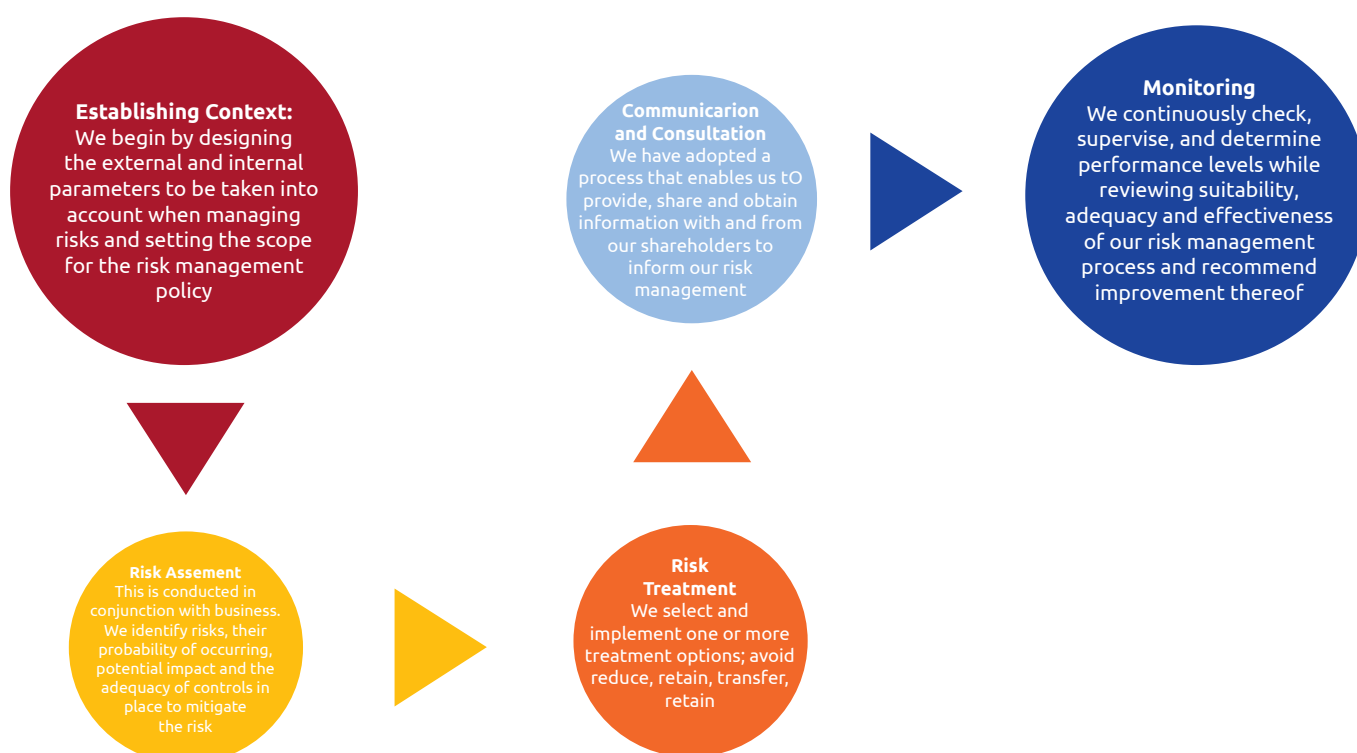 Establishing Context:
We begin by designing
the external and internal
parameters to be taken into
account when managing
risks and setting the scope
for the risk management
policy
Risk Assement
This is conducted in
conjunction with business.
We identify risks, their
probability of occurring,
potential impact and the
adequacy of controls in
place to mitigate
the risk
Risk
Treatment
We select and
implement one or more
treatment options; avoid
reduce, retain, transfer,
retain
Communicarion
and Consultation
We have adopted a
process that enables us tO
provide, share and obtain
information with and from
our shareholders to
inform our risk
management
Monitoring
We continuously check,
supervise, and determine
performance levels while
reviewing suitability,
adequacy and effectiveness
of our risk management
process and recommend
improvement thereof